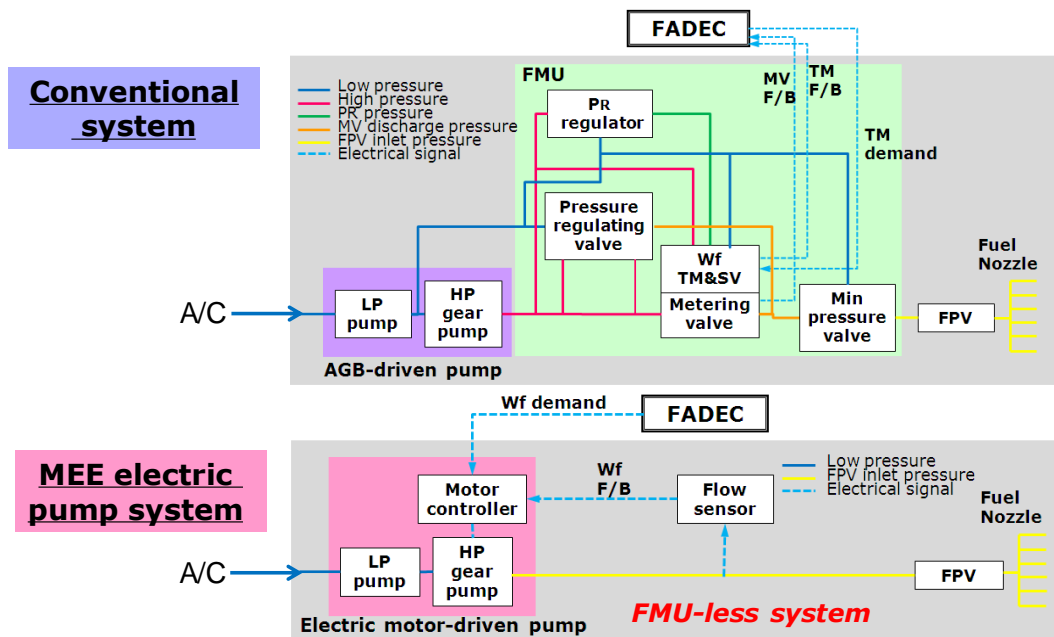 FADEC
Conventional
system
Low pressure
High pressure
PR pressure
MV discharge pressure
FPV inlet pressure
Electrical signal
FMU
PR
regulator
MV
F/B
TM
F/B
TM
demand
Pressure
regulating
valve
Wf
TM&SV
Metering
valve
Min
pressure
valve
Fuel
Nozzle
FPV
A/C
LP
pump
HP
gear
pump
AGB-driven pump
Wf demand
FADEC
MEE electric
pump system
Motor
controller
Wf
F/B
Flow
sensor
Low pressure
FPV inlet pressure
Electrical signal
Fuel
Nozzle
A/C
LP
pump
HP
gear
pump
FPV
FMU-less system
Electric motor-driven pump